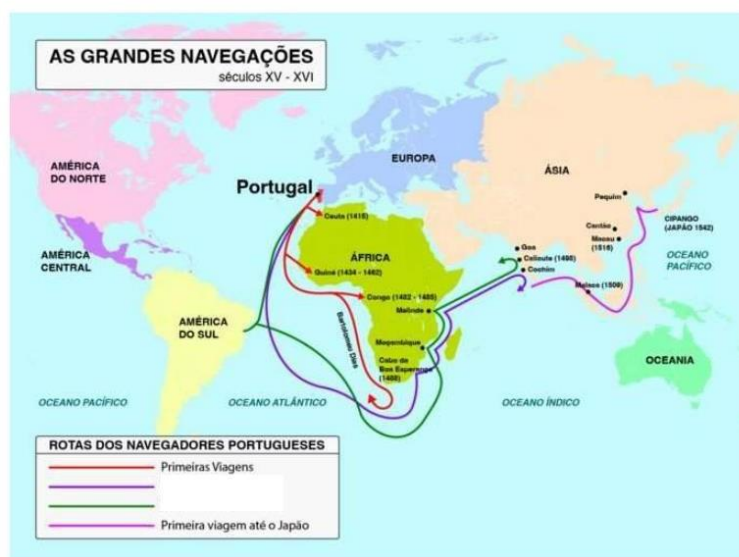 AS GRANDES NAVEGAÇÕES
séculos XV - XVI
AMÉRICA
DO NORTE
EUROPA
ÁSIA
Portugal
Pequim
Ceuta (1415)
CIPANGO
(JAPÃO 1542)
Cantão
Macau
(1516)
Goa
OCEANO
PACÍFICO
AMÉRICA
CENTRAL
ÁFRICA
Calicute (1498)
Cochim
Guiné (1434 - 1462)
Malaca (1509)
Congo (1482 - 1485)
Melinde
AMÉRICA
DO SUL
Bartolomeu Dias
Moçambique
Cabo da
Boa Esperança
(1488)
OCEANIA
OCEANO PACÍFICO
OCEANO ATLÂNTICO
OCEANO ÍNDICO
ROTAS DOS NAVEGADORES PORTUGUESES
Primeiras Viagens
Primeira viagem até o Japão